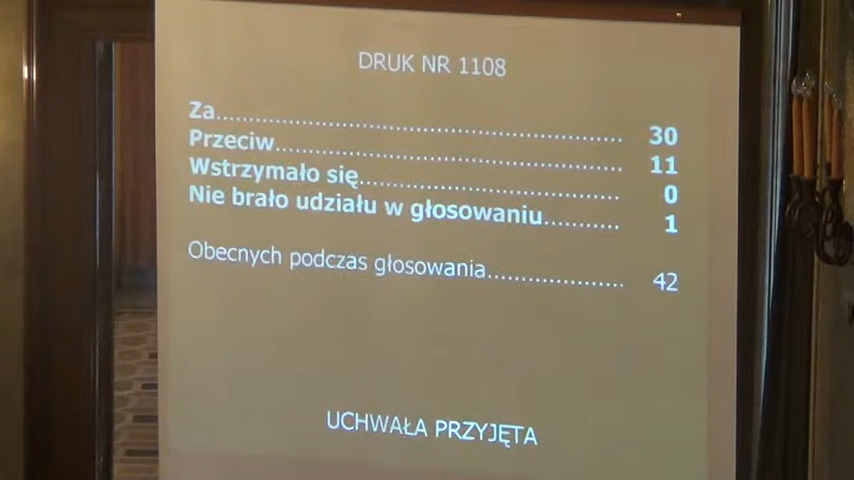 DRUK NR 1108
Za.................................................................... 30
Przeciw.......................................................... 11
Wstrzymało się............................................ 0
Nie brało udziału w głosowaniu............. 1
Obecnych podczas głosowania....................... 42
UCHWAŁA PRZYJĘTA